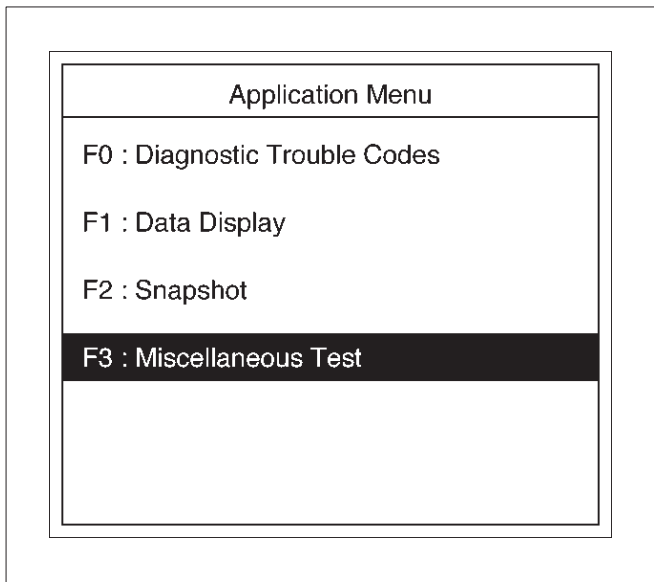 Application Menu
F0 : Diagnostic Trouble Codes
F1 : Data Display
F2 : Snapshot
F3 : Miscellaneous Test